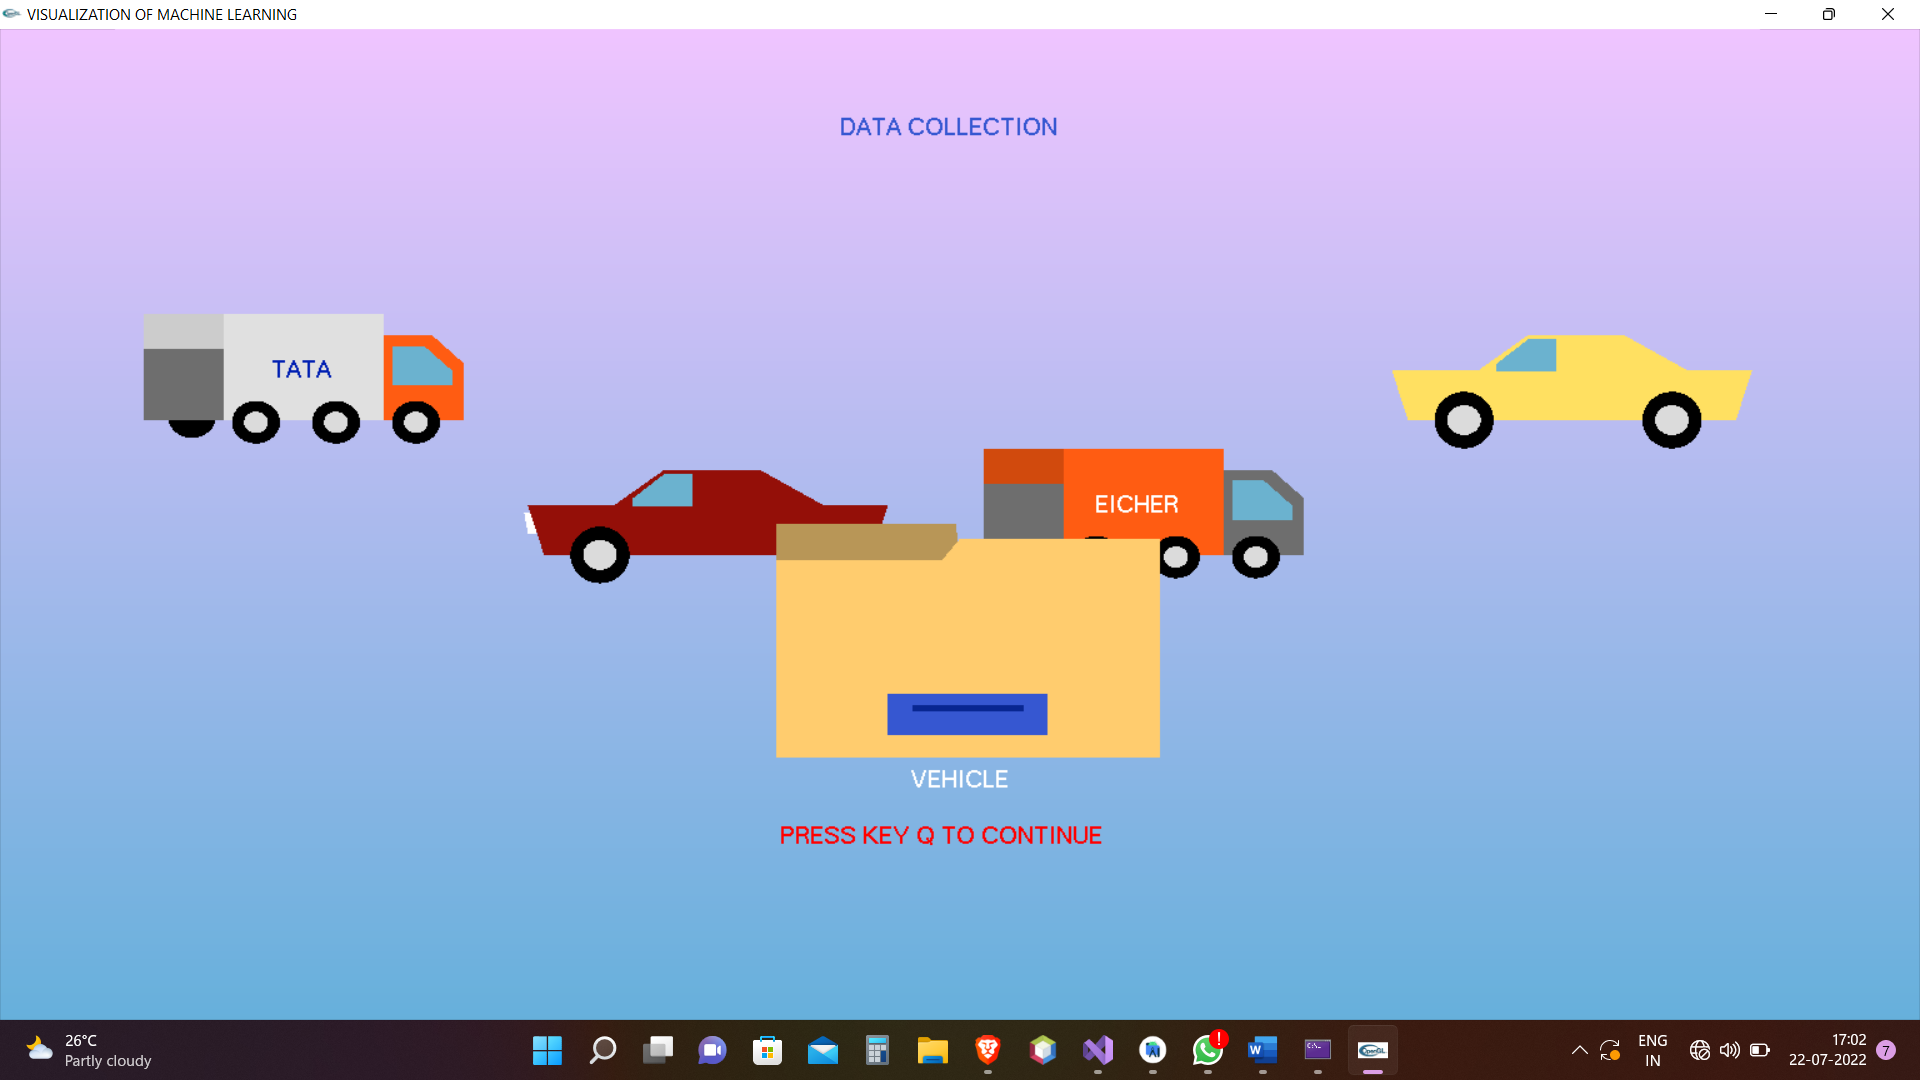 VISUALIZATION OF MACHINE LEARNING
DATA COLLECTION
TATA
EICHER
VEHICLE
PRESS KEY Q TO CONTINUE
26°C
Partly cloudy
OpenGL
ENG
IN
17:02
22-07-2022
7